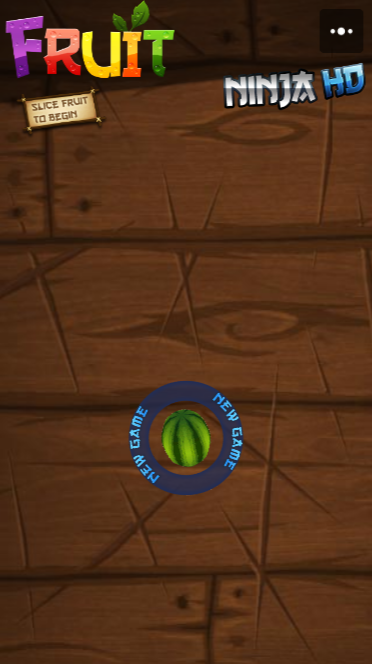 FRUIT
NINJA HD
SLICE FRUIT
TO BEGIN
NEW GAME
NEW GAME